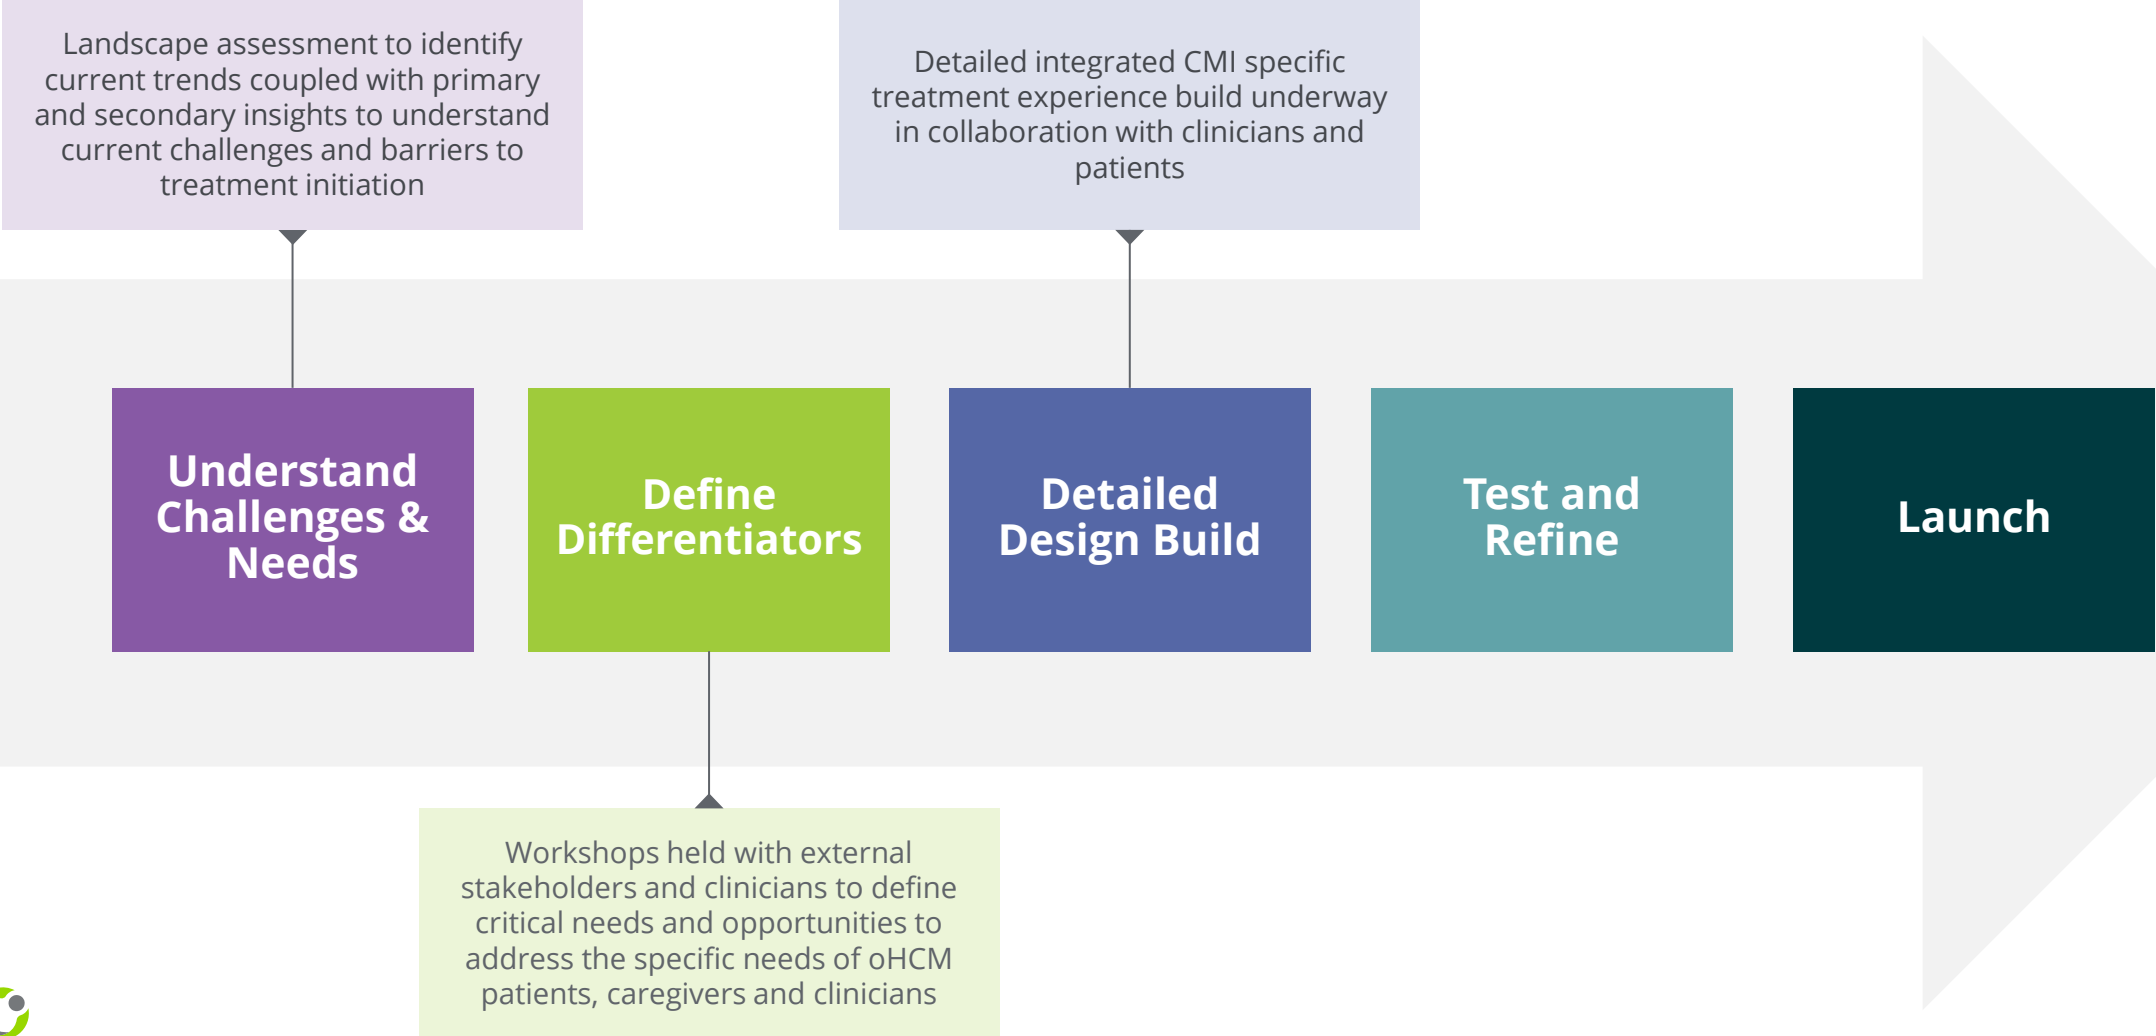 Landscape assessment to identify
current trends coupled with primary
and secondary insights to understand
current challenges and barriers to
treatment initiation
Detailed integrated CMI specific
treatment experience build underway
in collaboration with clinicians and
patients
Understand
Challenges &
Needs
Define
Differentiators
Detailed
Design Build
Test and
Refine
Launch
Workshops held with external
stakeholders and clinicians to define
critical needs and opportunities to
address the specific needs of oHCM
patients, caregivers and clinicians